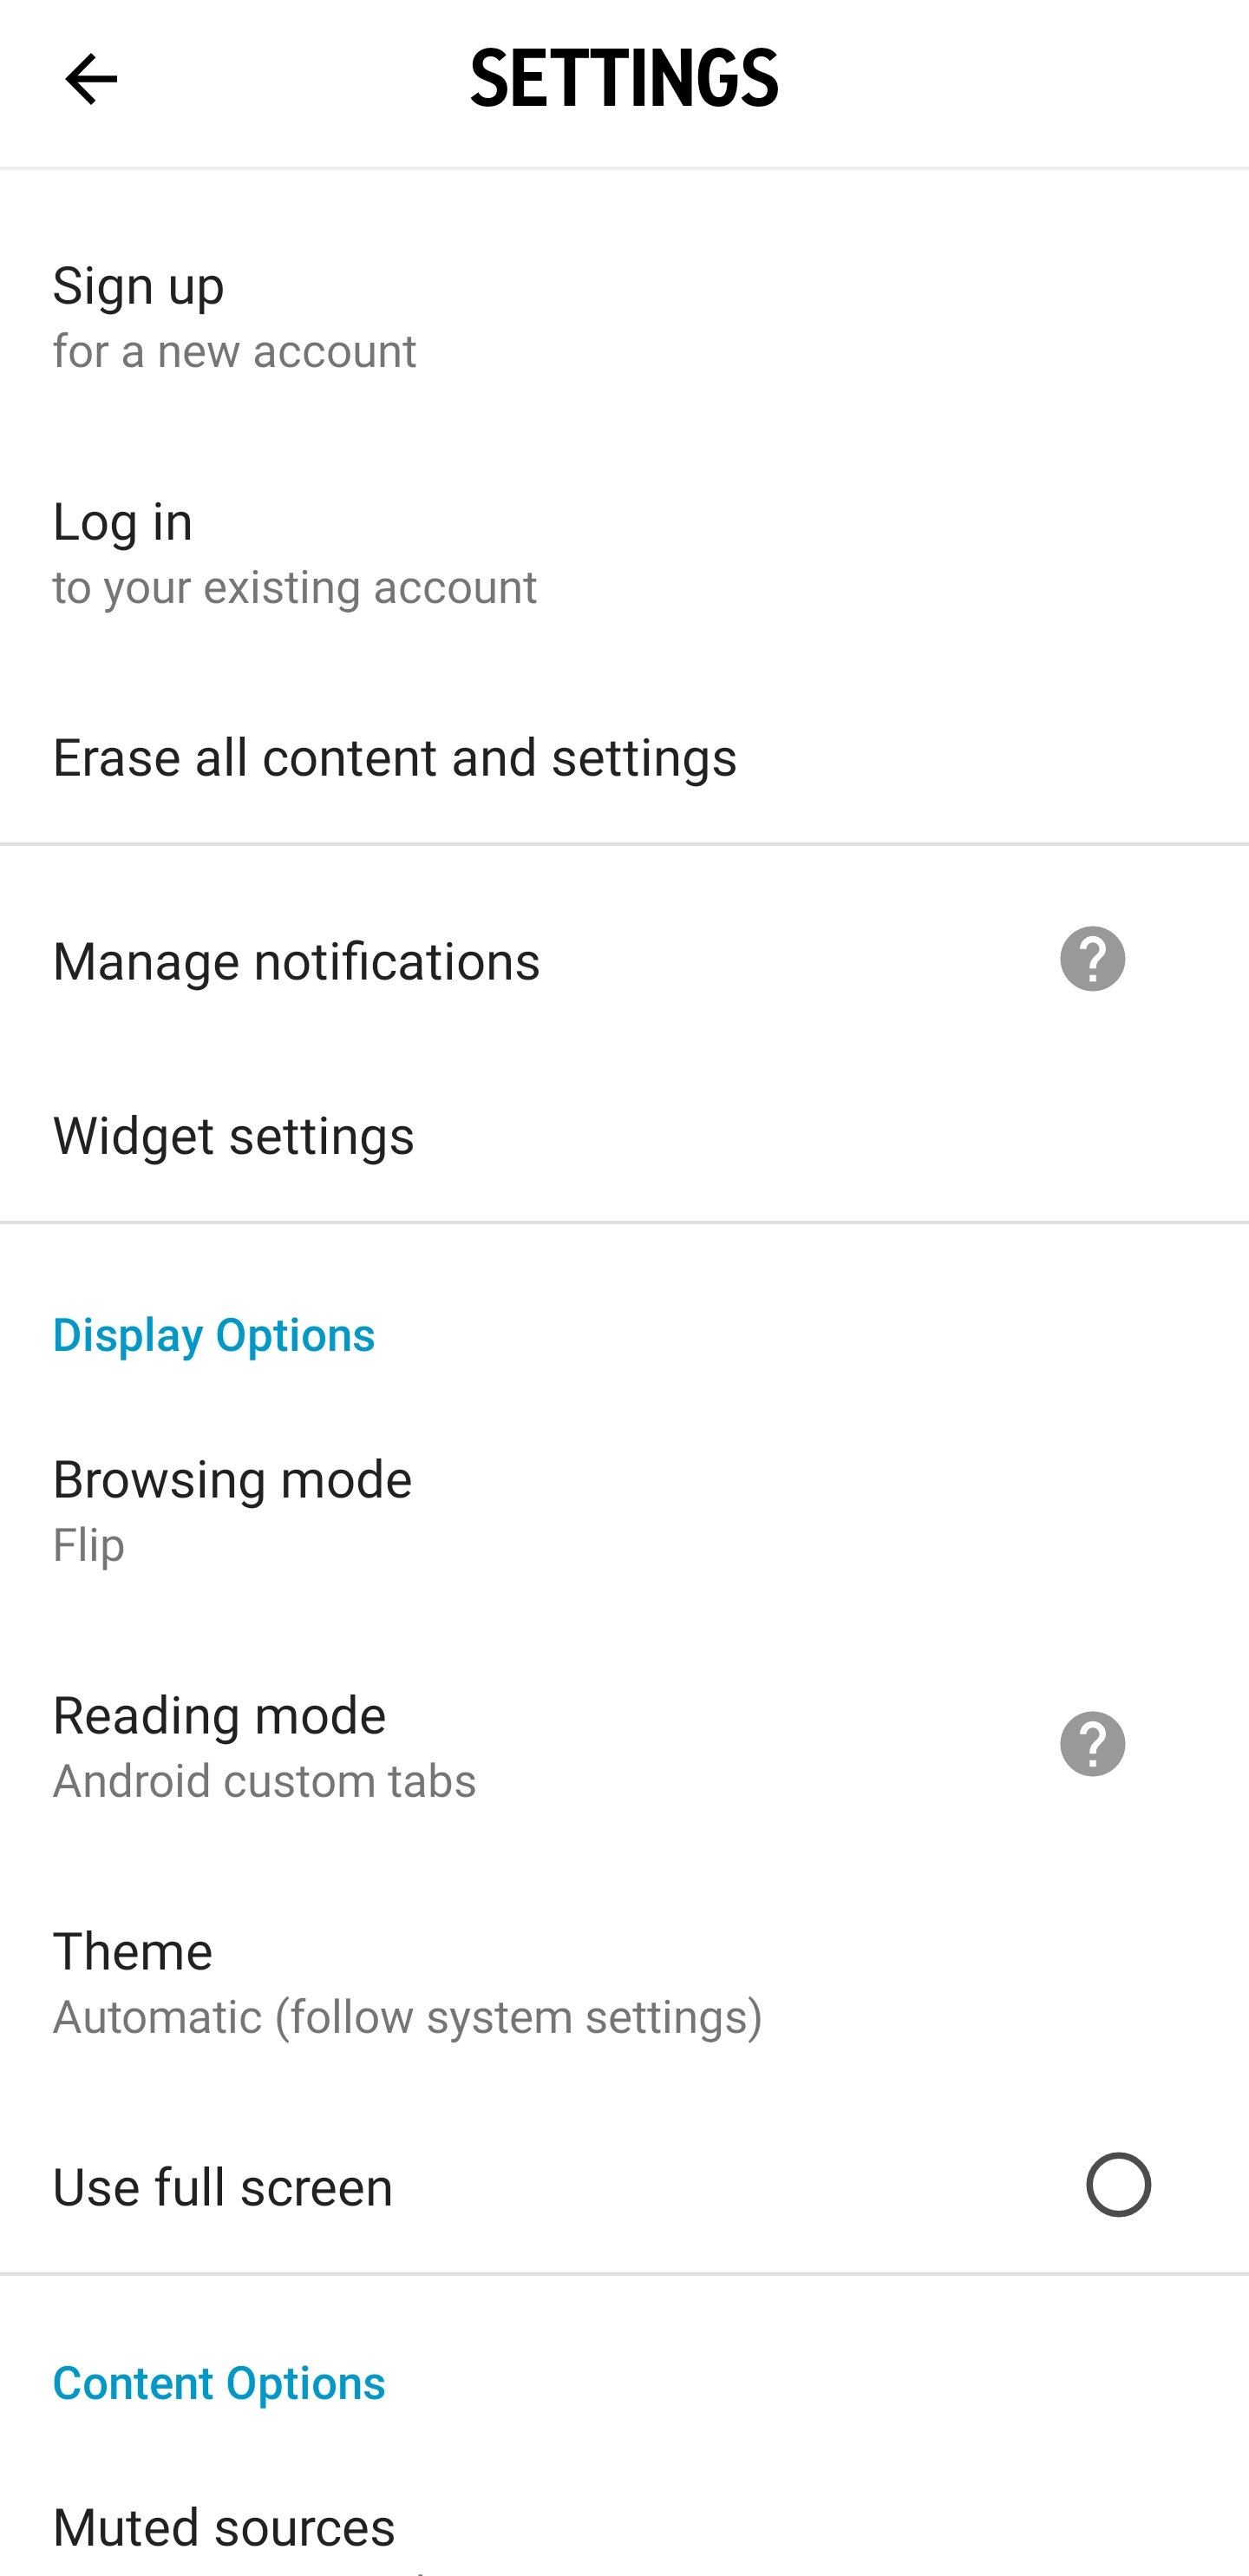 SETTINGS
Sign up
for a new account
Log in
to your existing account
Erase all content and settings
Manage notifications
Widget settings
Display Options
Browsing mode
Flip
Reading mode
Android custom tabs
Theme
Automatic (follow system settings)
Use full screen
Content Options
Muted sources